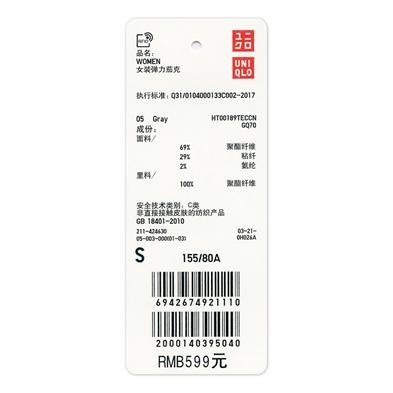 RFID
品名:
WOMEN
女装弹力茄克
ユニ
クロ
UNI
QLO
执行标准: Q31/0104000133C002-2017
05 Gray HT00189TECCN
成份: GQ70
面料/
69% 聚酯纤维
29% 粘纤
2% 氨纶
里料/
100% 聚酯纤维
安全技术类别: C类
非直接接触皮肤的纺织产品
GB 18401-2010
211-424630 03-21-
05-003-000(01-03) 0H026A
S 155/80A
6942674921110
2000140395040
RMB599元